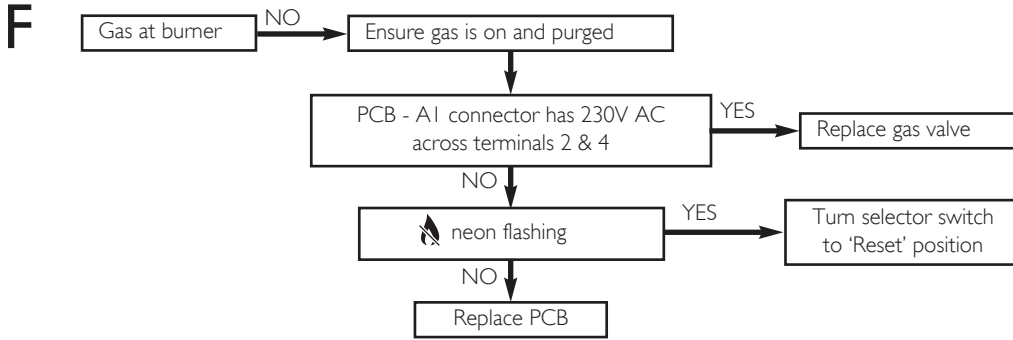 F
Gas at burner
NO
Ensure gas is on and purged
PCB - A1 connector has 230V AC
across terminals 2 & 4
YES
Replace gas valve
NO
neon flashing
YES
Turn selector switch
to ‘Reset’ position
NO
Replace PCB